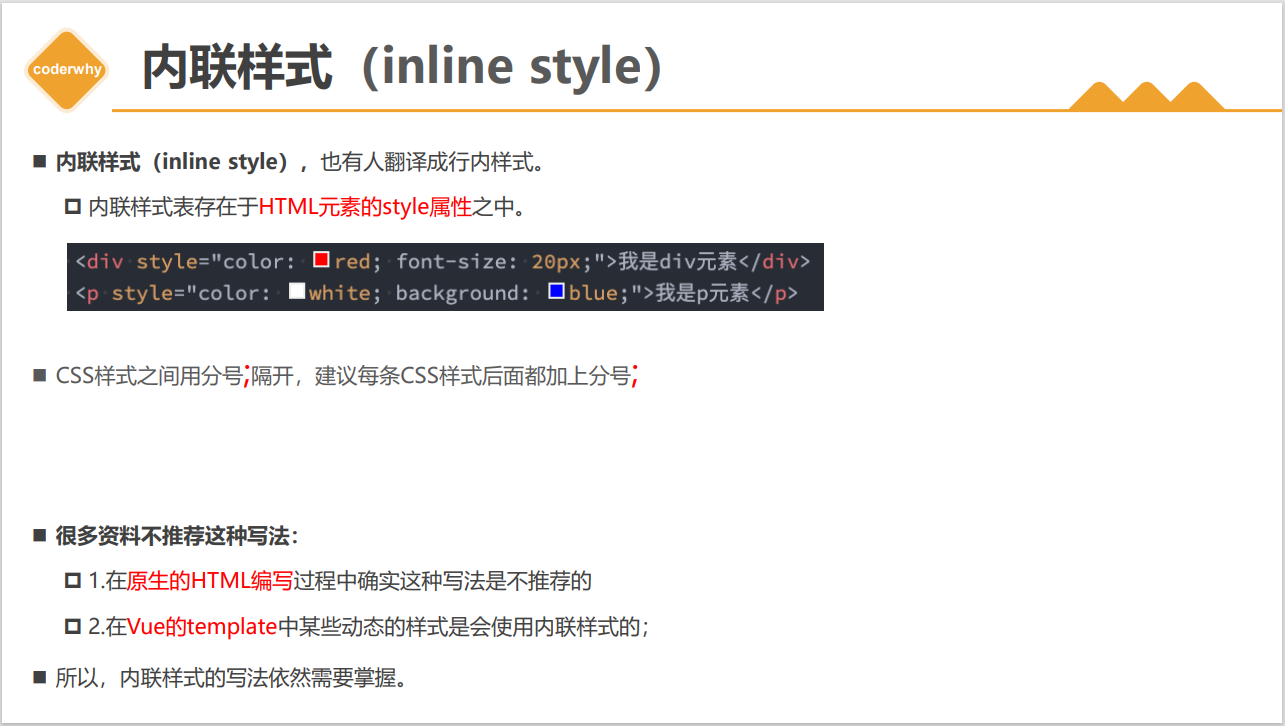 coderwhy
内联样式（inline style）
内联样式（inline style），也有人翻译成行内样式。
内联样式表存在于HTML元素的style属性之中。
<div style="color: red; font-size: 20px;">我是div元素</div>
<p style="color: white; background: blue;">我是p元素</p>
CSS样式之间用分号;隔开，建议每条CSS样式后面都加上分号;
很多资料不推荐这种写法：
1.在原生的HTML编写过程中确实这种写法是不推荐的
2.在Vue的template中某些动态的样式是会使用内联样式的；
所以，内联样式的写法依然需要掌握。